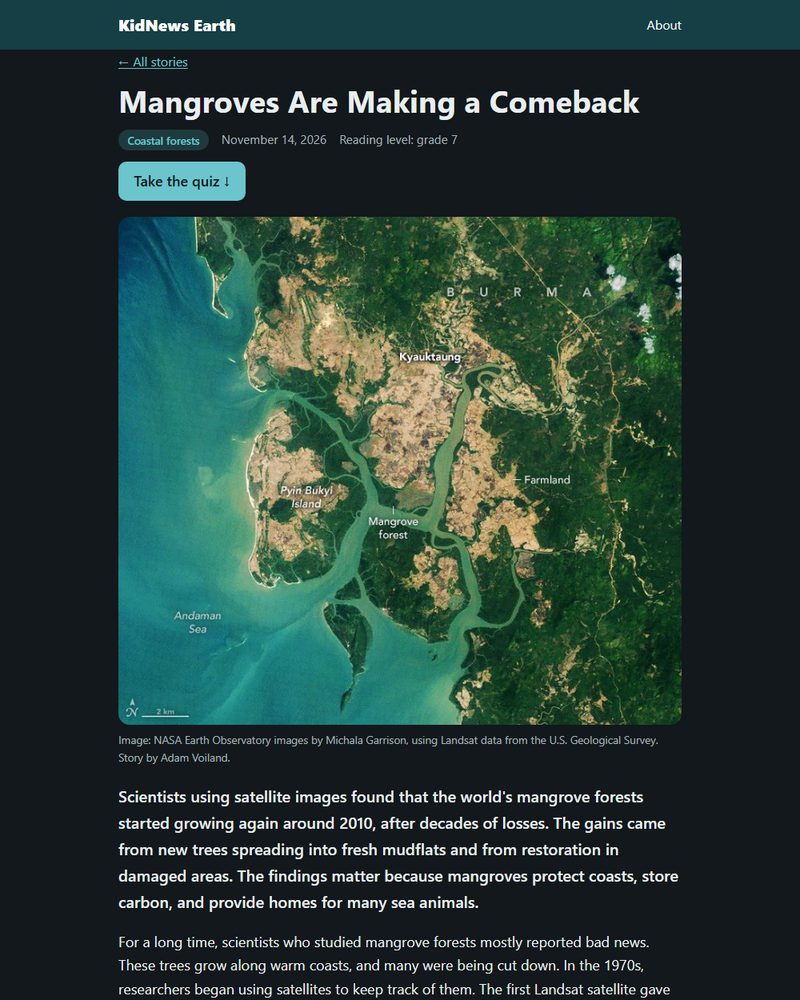 KidNews Earth
About
← All stories
Mangroves Are Making a Comeback
Coastal forests
November 14, 2026
Reading level: grade 7
Take the quiz ↓
B U R M A
Kyauktaung
Farmland
Pyin Bukyi
Island
Mangrove
forest
Andaman
Sea
N
2 km
Image: NASA Earth Observatory images by Michala Garrison, using Landsat data from the U.S. Geological Survey.
Story by Adam Voiland.
Scientists using satellite images found that the world's mangrove forests
started growing again around 2010, after decades of losses. The gains came
from new trees spreading into fresh mudflats and from restoration in
damaged areas. The findings matter because mangroves protect coasts, store
carbon, and provide homes for many sea animals.
For a long time, scientists who studied mangrove forests mostly reported bad news.
These trees grow along warm coasts, and many were being cut down. In the 1970s,
researchers began using satellites to keep track of them. The first Landsat satellite gave